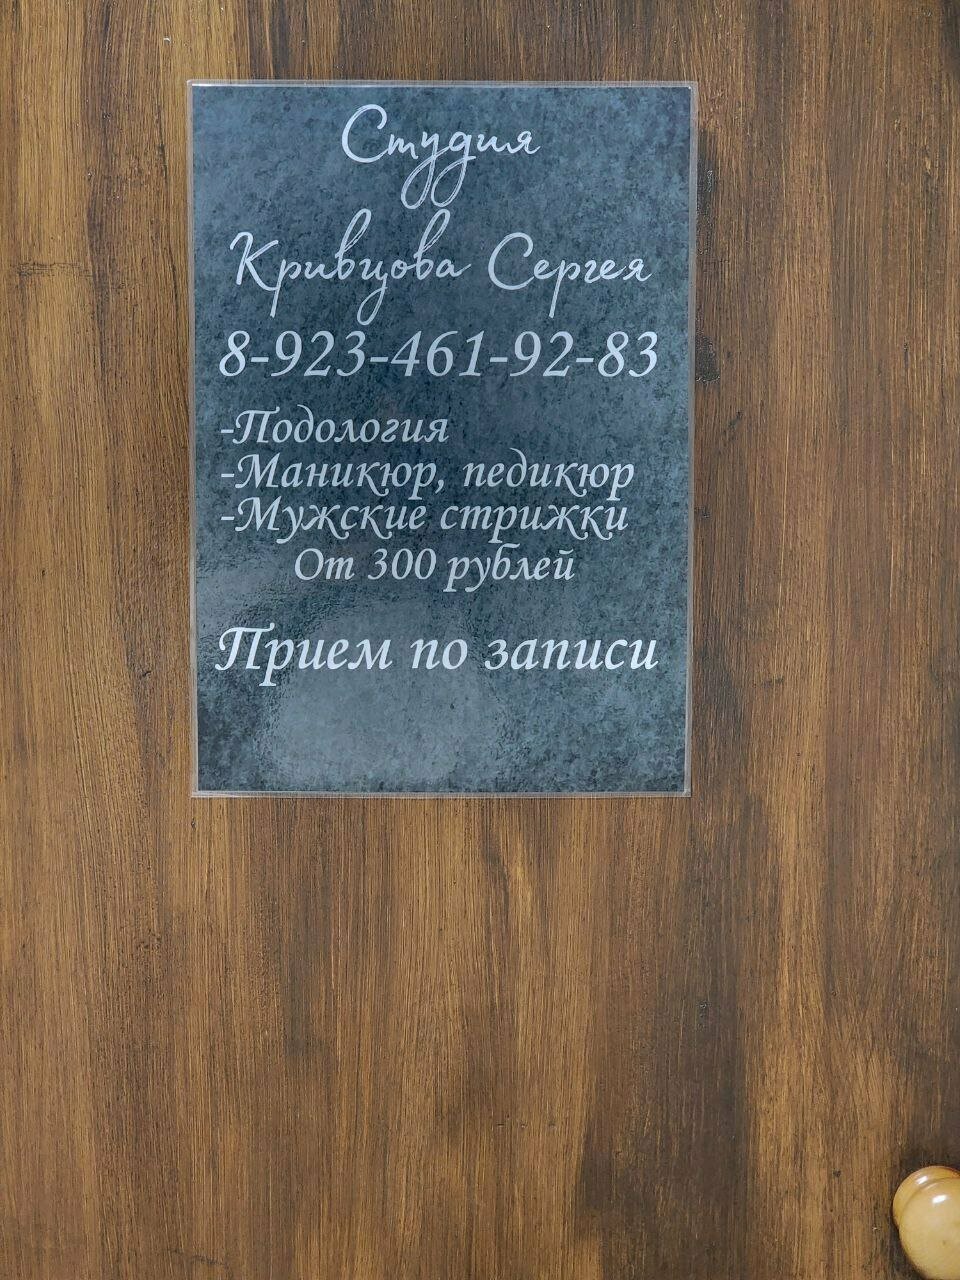 Студия
Кривцова Сергея
8-923-461-92-83
-Подология
-Маникюр, педикюр
-Мужские стрижки
От 300 рублей
Прием по записи